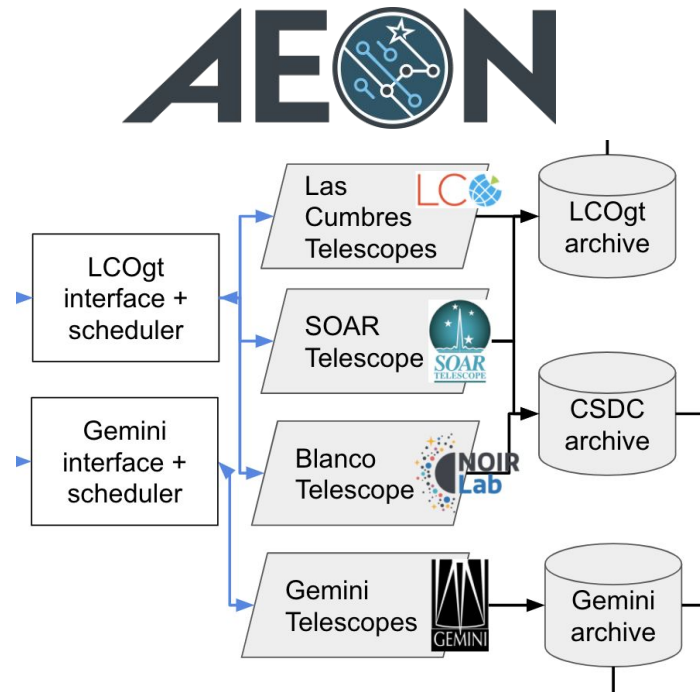 AEON
Las
Cumbres
Telescopes
LCO
LCOgt
archive
LCOgt
interface +
scheduler
SOAR
Telescope
SOAR
TELESCOPE
CSDC
archive
Gemini
interface +
scheduler
Blanco
Telescope
NOIR
Lab
Gemini
Telescopes
GEMINI
Gemini
archive